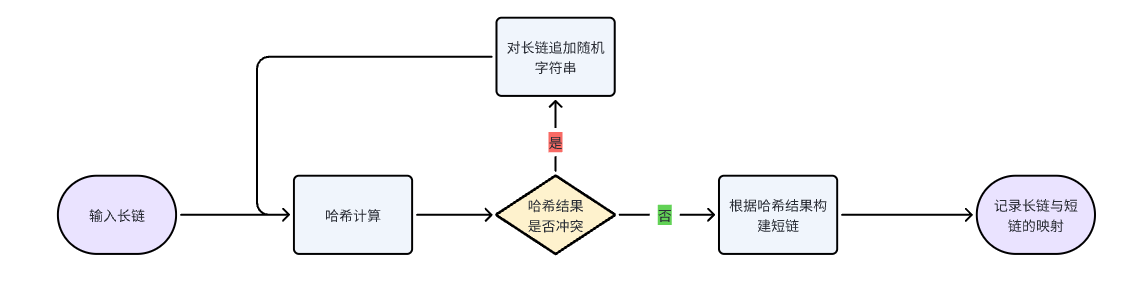 对长链追加随机
字符串
是
输入长链
哈希计算
哈希结果
是否冲突
否
根据哈希结果构
建短链
记录长链与短
链的映射